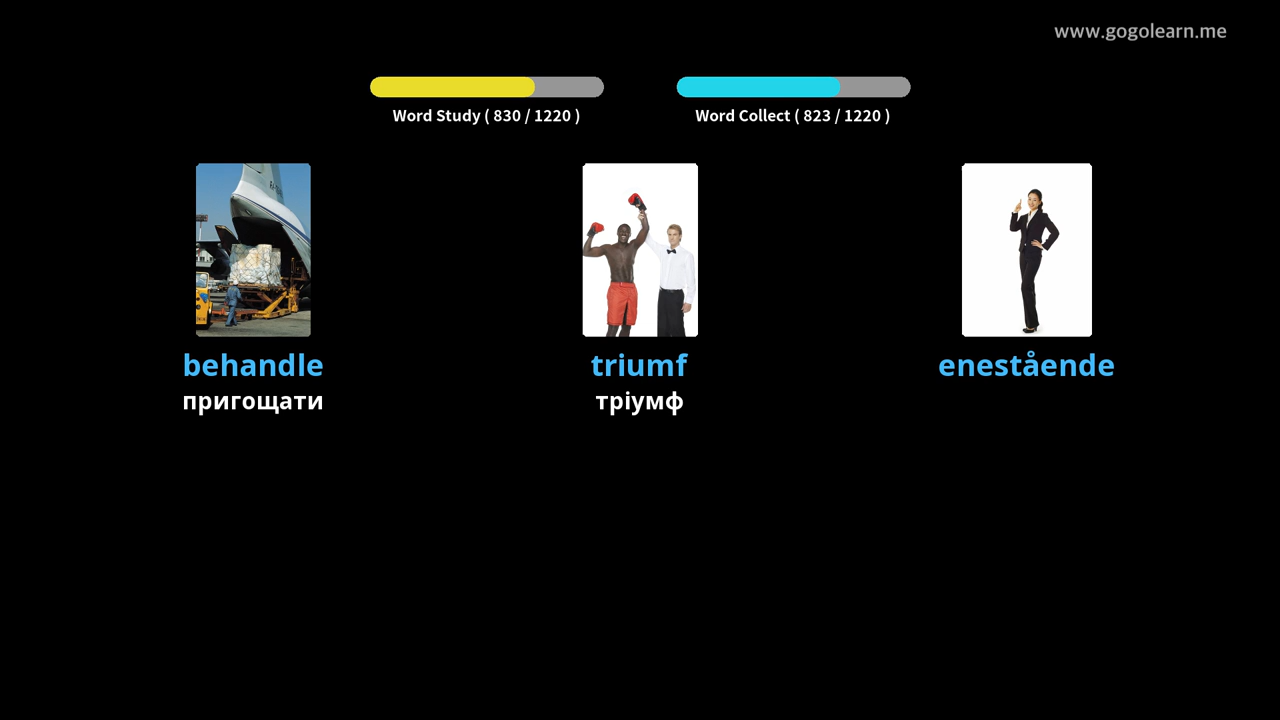 www.gogolearn.me
Word Study ( 830 / 1220 )
Word Collect ( 823 / 1220 )
behandle
пригощати
triumf
тріумф
enestående